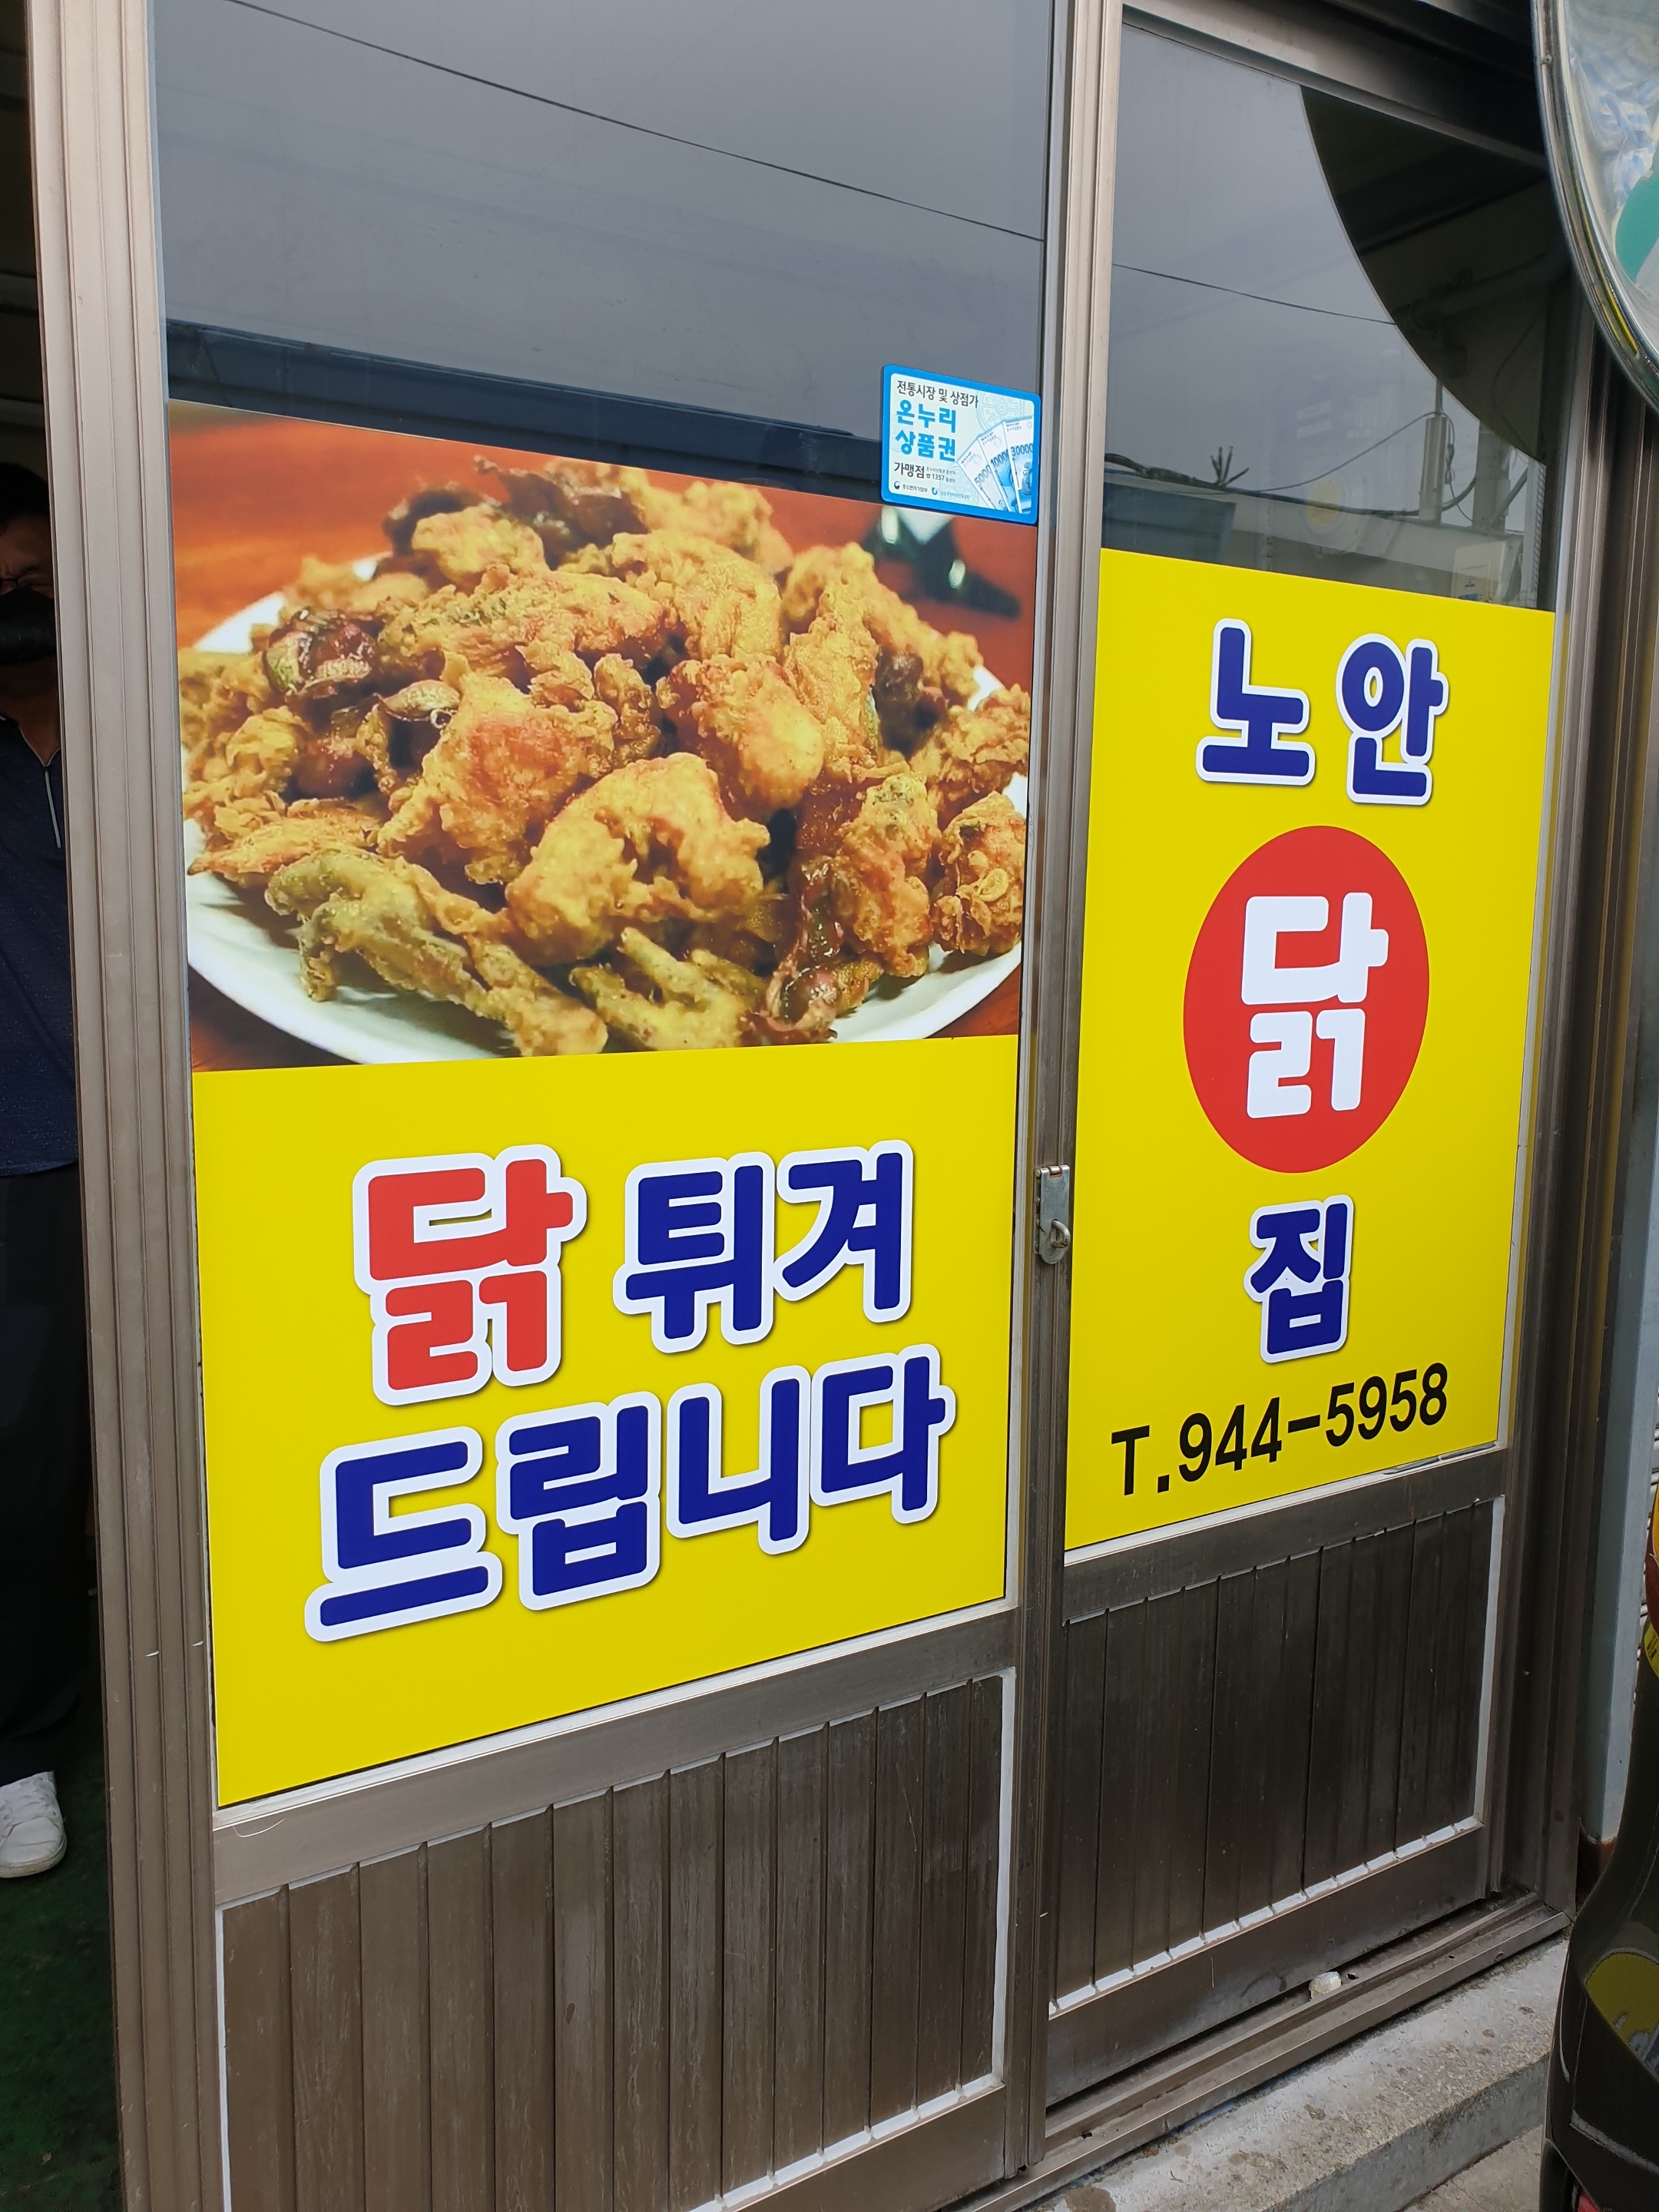 전통시장 및 상점가
온누리
상품권
가맹점 ☎1357
닭 튀겨
드립니다
노안
닭
집
T.944-5958